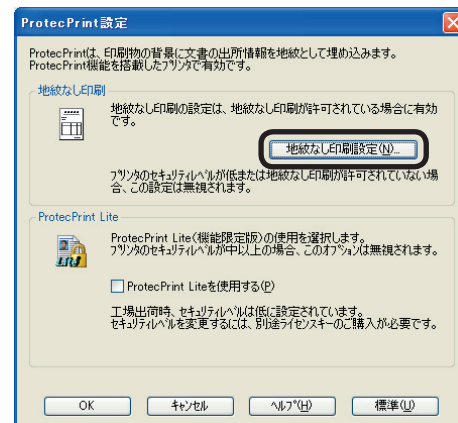 ProtecPrint設定
ProtecPrintは、印刷物の背景に文書の出所情報を地紋として埋め込みます。
ProtecPrint機能を搭載したプリンタで有効です。
地紋なし印刷
地紋なし印刷の設定は、地紋なし印刷が許可されている場合に有効
です。
地紋なし印刷設定(N)...
プリンタのセキュリティレベルが低または地紋なし印刷が許可されていない場
合、この設定は無視されます。
ProtecPrint Lite
ProtecPrint Lite(機能限定版)の使用を選択します。
プリンタのセキュリティレベルが中以上の場合、このオプションは無視されます。
ProtecPrint Liteを使用する(P)
工場出荷時、セキュリティレベルは低に設定されています。
セキュリティレベルを変更するには、別途ライセンスキーのご購入が必要です。
OK キャンセル ヘルプ(H) 標準(U)